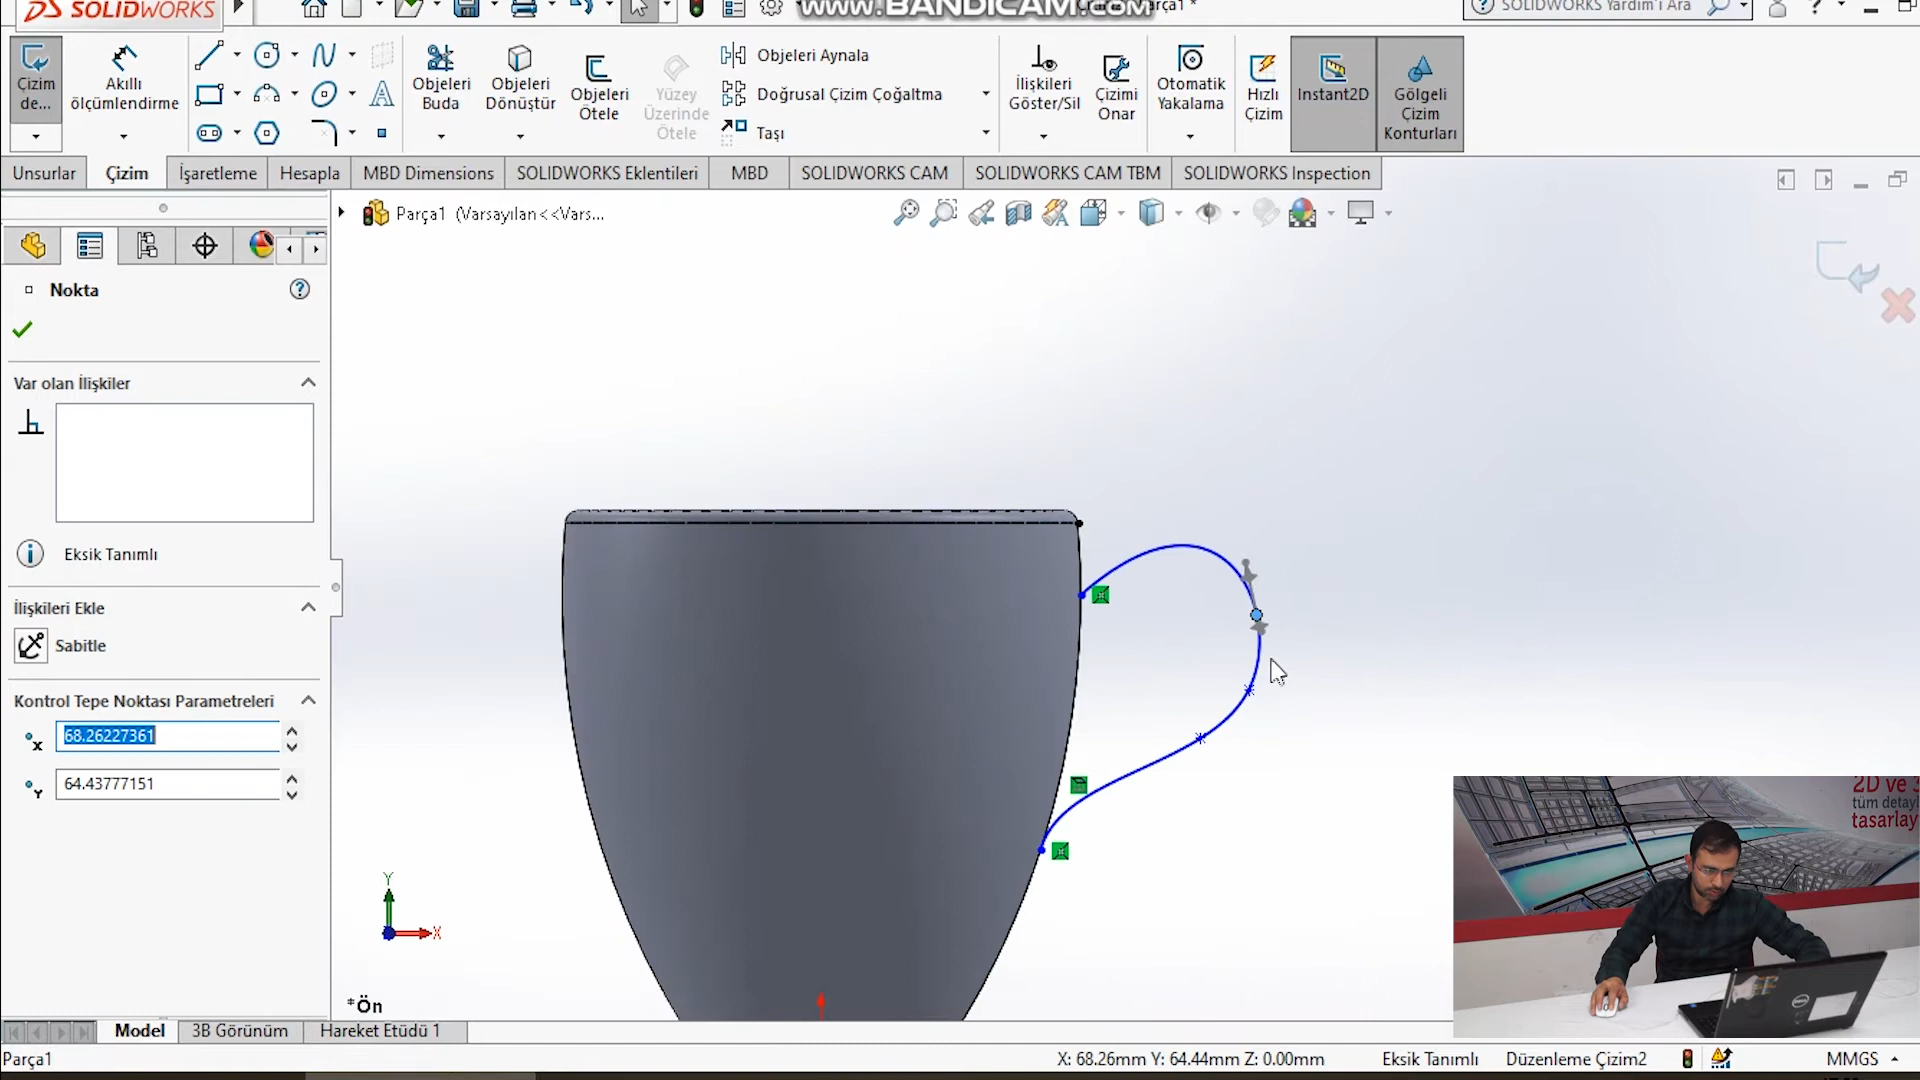 SOLIDWORKS
www.BANDICAM.com
Parça1 *
SOLIDWORKS Yardım'ı Ara
?
Çizim de...
Akıllı ölçümlendirme
Objeleri Buda
Objeleri Dönüştür
Objeleri Ötele
Yüzey Üzerinde Ötele
Objeleri Aynala
Doğrusal Çizim Çoğaltma
Taşı
İlişkileri Göster/Sil
Çizimi Onar
Otomatik Yakalama
Hızlı Çizim
Instant2D
Gölgeli Çizim Konturları
Unsurlar
Çizim
İşaretleme
Hesapla
MBD Dimensions
SOLIDWORKS Eklentileri
MBD
SOLIDWORKS CAM
SOLIDWORKS CAM TBM
SOLIDWORKS Inspection
Parça1 (Varsayılan<<Vars...
Nokta
Var olan İlişkiler
Eksik Tanımlı
İlişkileri Ekle
Sabitle
Kontrol Tepe Noktası Parametreleri
X
68.26227361
Y
64.43777151
Y
X
*Ön
2D ve 3
tüm detayl
tasarlay
DELL
Model
3B Görünüm
Hareket Etüdü 1
Parça1
X: 68.26mm Y: 64.44mm Z: 0.00mm
Eksik Tanımlı
Düzenleme Çizim2
MMGS